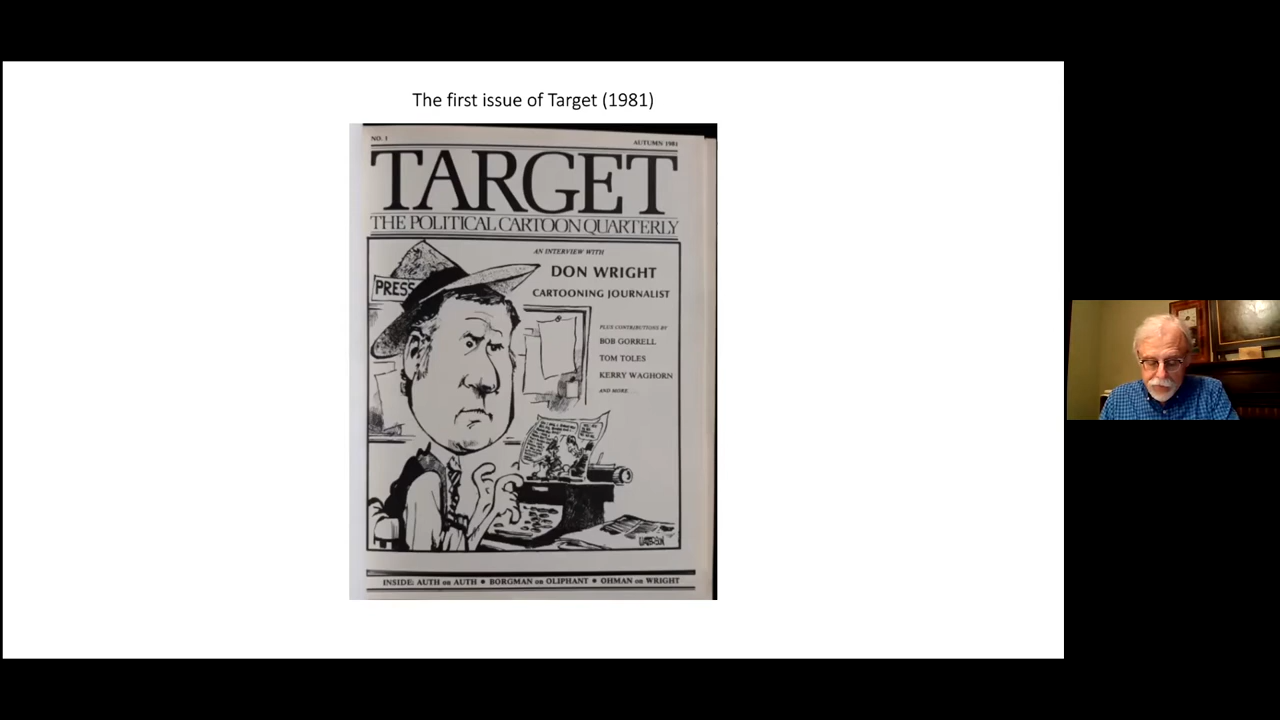 The first issue of Target (1981)
NO. 1
AUTUMN 1981
TARGET
THE POLITICAL CARTOON QUARTERLY
AN INTERVIEW WITH
DON WRIGHT
CARTOONING JOURNALIST
PRESS
PLUS CONTRIBUTIONS BY
BOB GORRELL
TOM TOLES
KERRY WAGHORN
AND MORE...
INSIDE: AUTH on AUTH • BORGMAN on OLIPHANT • OHMAN on WRIGHT